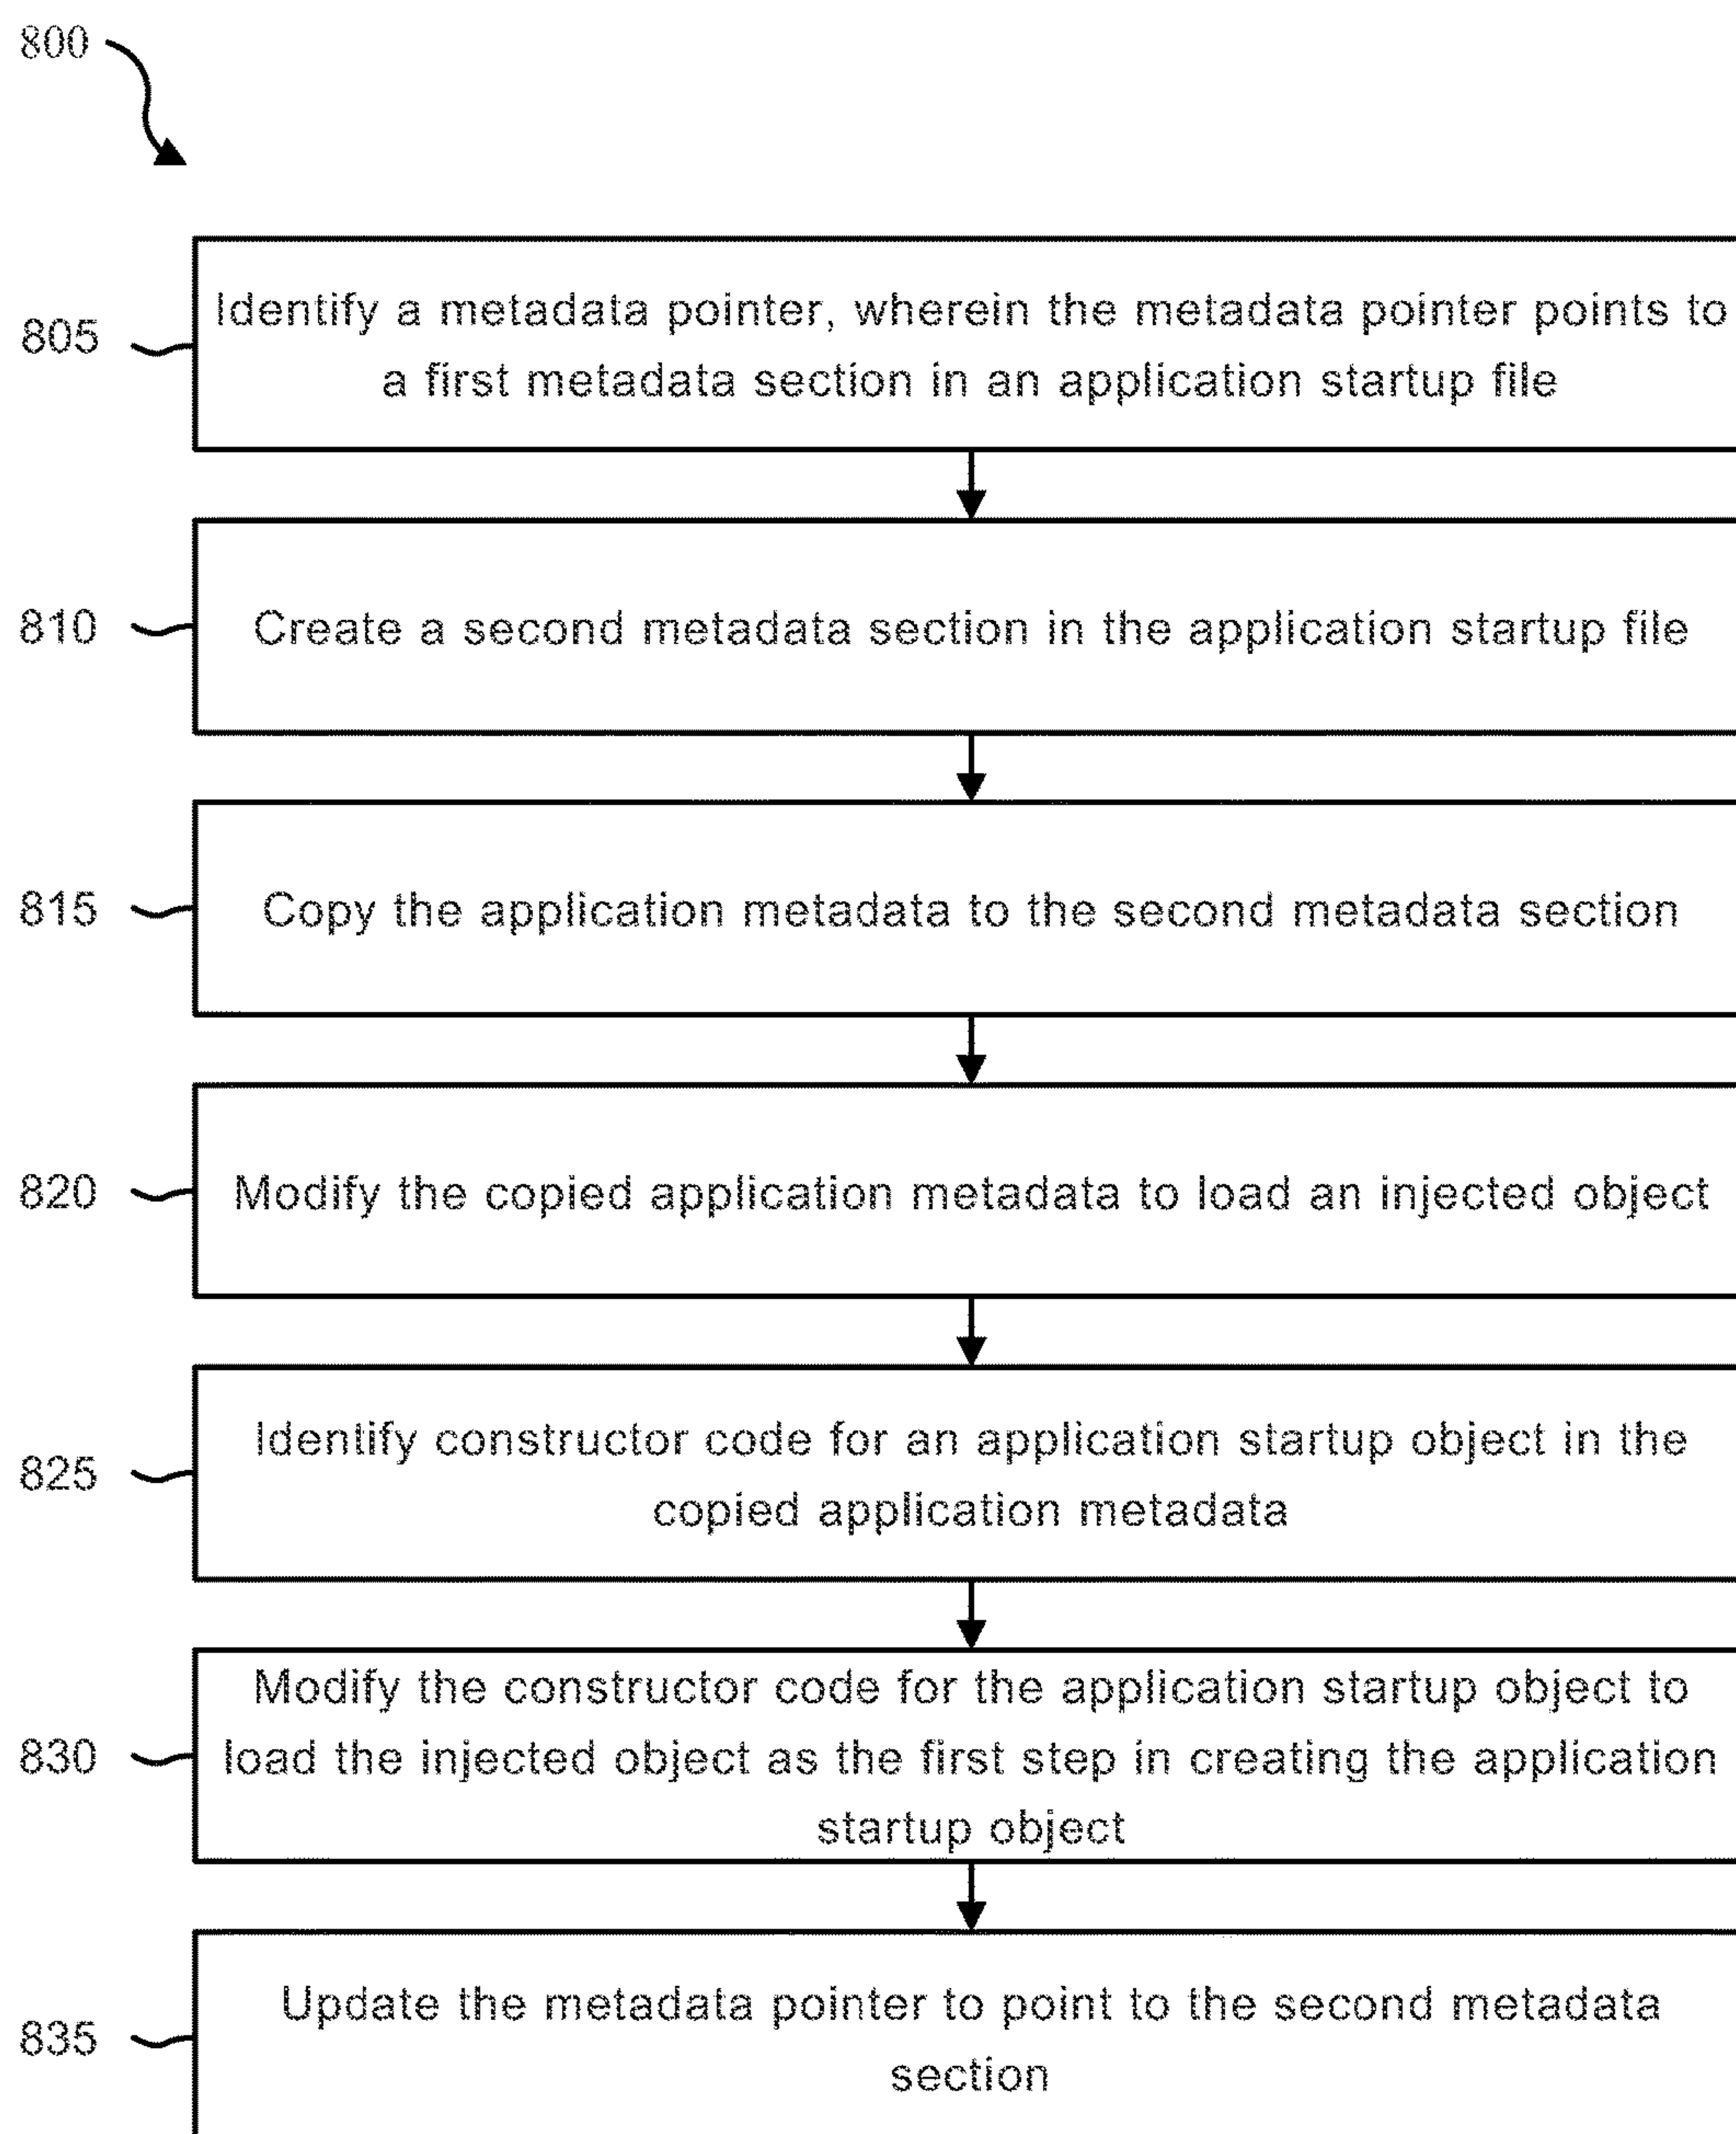 800
805
Identify a metadata pointer, wherein the metadata pointer points to
a first metadata section in an application startup file
810
Create a second metadata section in the application startup file
815
Copy the application metadata to the second metadata section
820
Modify the copied application metadata to load an injected object
825
Identify constructor code for an application startup object in the
copied application metadata
830
Modify the constructor code for the application startup object to
load the injected object as the first step in creating the application
startup object
835
Update the metadata pointer to point to the second metadata
section